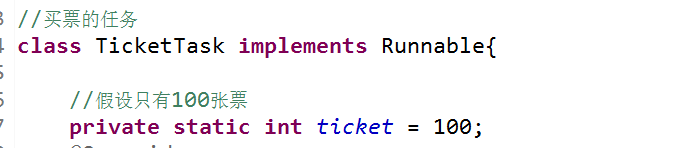 //买票的任务
class TicketTask implements Runnable{
//假设只有100张票
private static int ticket = 100;